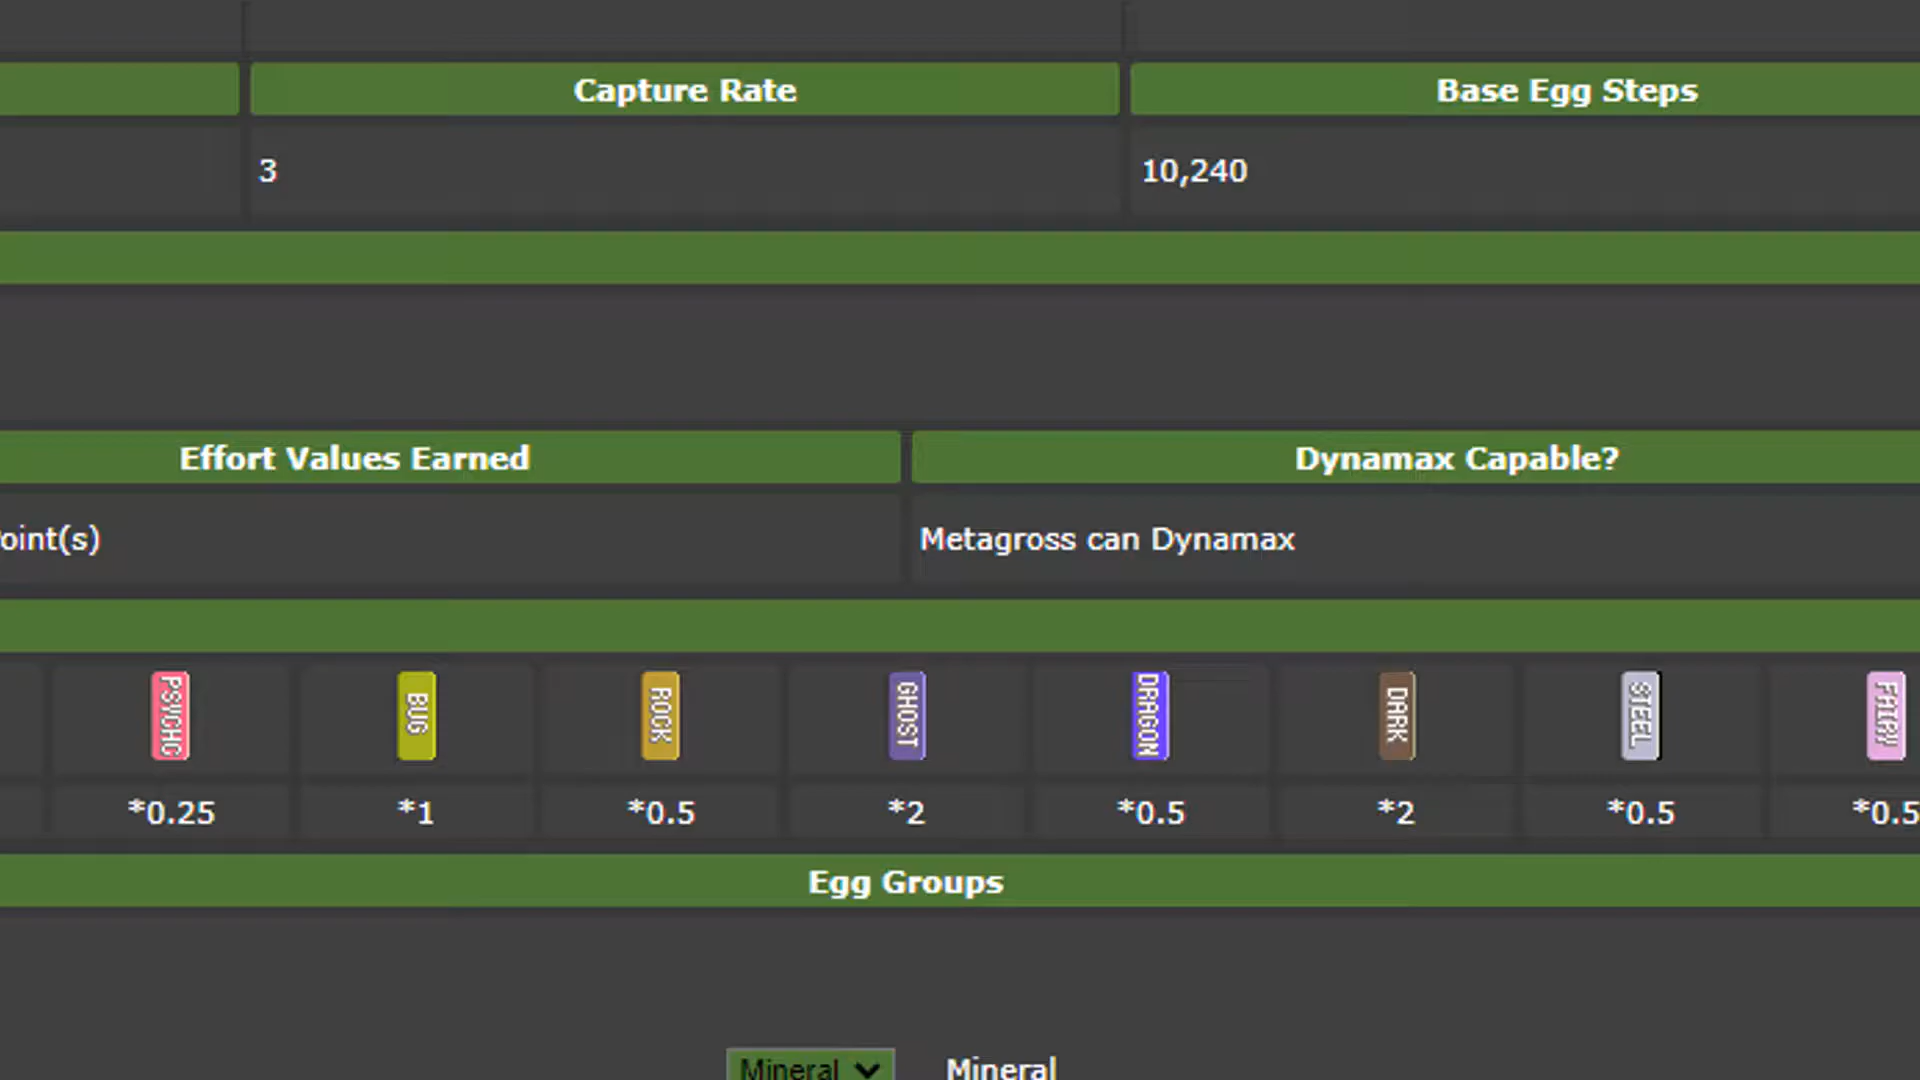 Capture Rate Base Egg Steps
3 10,240
Effort Values Earned Dynamax Capable?
oint(s) Metagross can Dynamax
PSYCHC BUG ROCK GHOST DRAGON DARK STEEL FAIRY
*0.25 *1 *0.5 *2 *0.5 *2 *0.5 *0.5
Egg Groups
Mineral Mineral